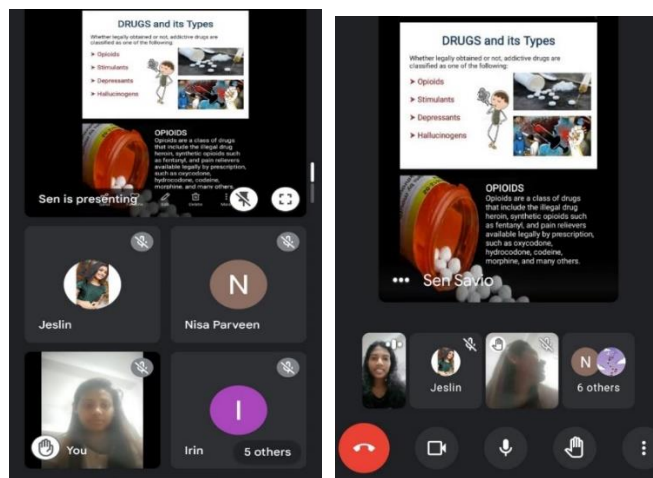 DRUGS and its Types
Whether legally obtained or not, addictive drugs are
classified as one of the following:
➤ Opioids
➤ Stimulants
➤ Depressants
➤ Hallucinogens
OPIOIDS
Opioids are a class of drugs
that include the illegal drug
heroin, synthetic opioids such
as fentanyl, and pain relievers
available legally by prescription,
such as oxycodone,
hydrocodone, codeine,
morphine, and many others.
Sen is presenting
Jeslin
N
Nisa Parveen
You
I
Irin
5 others
DRUGS and its Types
Whether legally obtained or not, addictive drugs are
classified as one of the following:
➤ Opioids
➤ Stimulants
➤ Depressants
➤ Hallucinogens
OPIOIDS
Opioids are a class of drugs
that include the illegal drug
heroin, synthetic opioids such
as fentanyl, and pain relievers
available legally by prescription,
such as oxycodone,
hydrocodone, codeine,
morphine, and many others.
Sen Savio
Jeslin
N
6 others